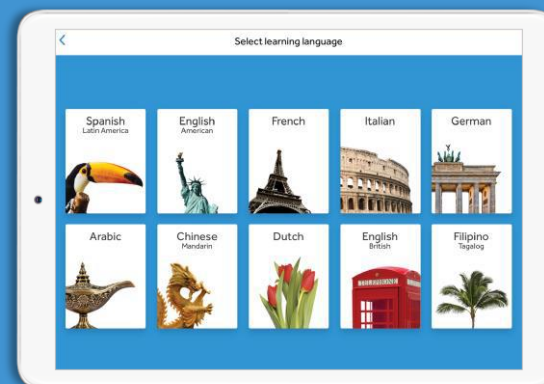 Select learning language
Spanish
Latin America
English
American
French
Italian
German
Arabic
Chinese
Mandarin
Dutch
English
British
Filipino
Tagalog